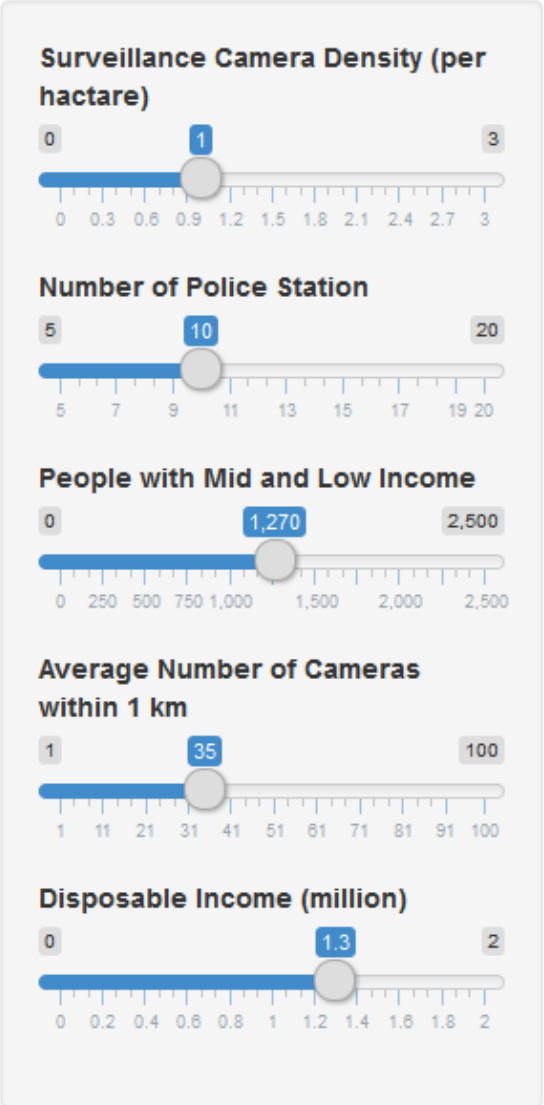 Surveillance Camera Density (per
hactare)
0 1 3
0 0.3 0.6 0.9 1.2 1.5 1.8 2.1 2.4 2.7 3
Number of Police Station
5 10 20
5 7 9 11 13 15 17 19 20
People with Mid and Low Income
0 1,270 2,500
0 250 500 750 1,000 1,500 2,000 2,500
Average Number of Cameras
within 1 km
1 35 100
1 11 21 31 41 51 61 71 81 91 100
Disposable Income (million)
0 1.3 2
0 0.2 0.4 0.6 0.8 1 1.2 1.4 1.6 1.8 2